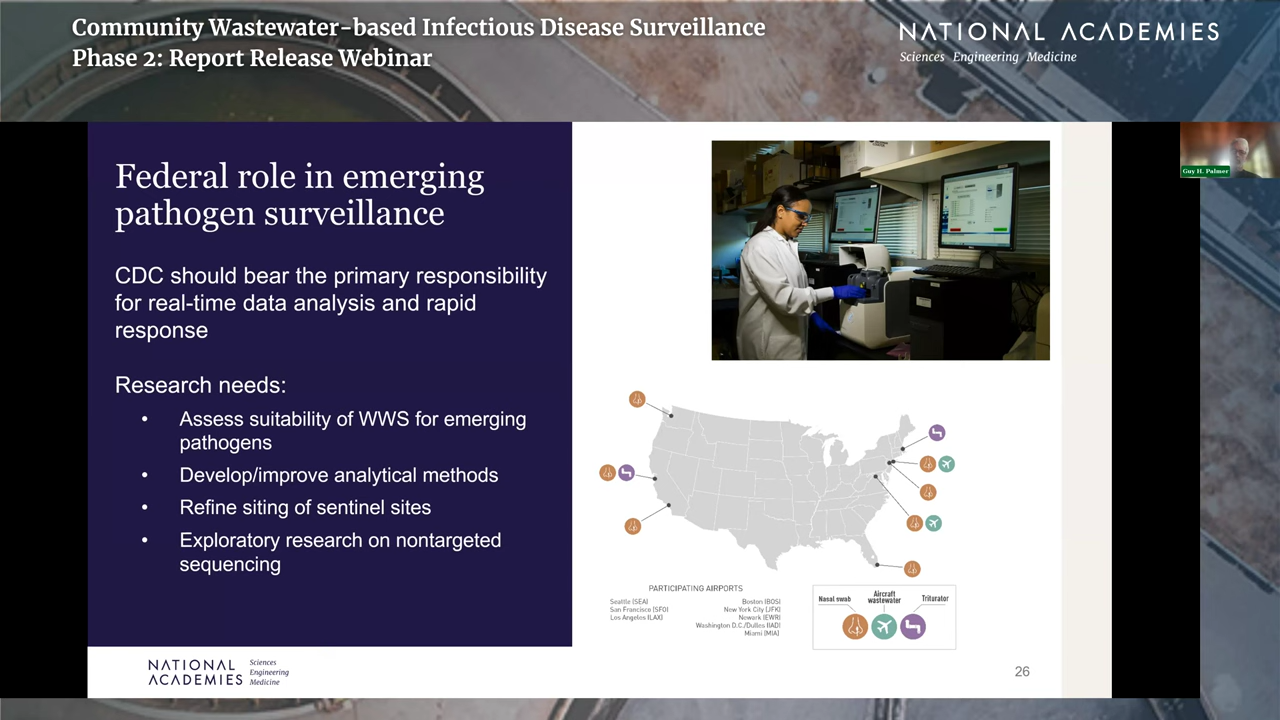 Community Wastewater-based Infectious Disease Surveillance
Phase 2: Report Release Webinar
NATIONAL ACADEMIES
Sciences Engineering Medicine
Guy H. Palmer
Federal role in emerging
pathogen surveillance
CDC should bear the primary responsibility
for real-time data analysis and rapid
response
Research needs:
• Assess suitability of WWS for emerging
pathogens
• Develop/improve analytical methods
• Refine siting of sentinel sites
• Exploratory research on nontargeted
sequencing
PARTICIPATING AIRPORTS
Seattle (SEA)
San Francisco (SFO)
Los Angeles (LAX)
Boston (BOS)
New York City (JFK)
Newark (EWR)
Washington D.C./Dulles (IAD)
Miami (MIA)
Nasal swab
Aircraft
wastewater
Triturator
NATIONAL
ACADEMIES
Sciences
Engineering
Medicine
26